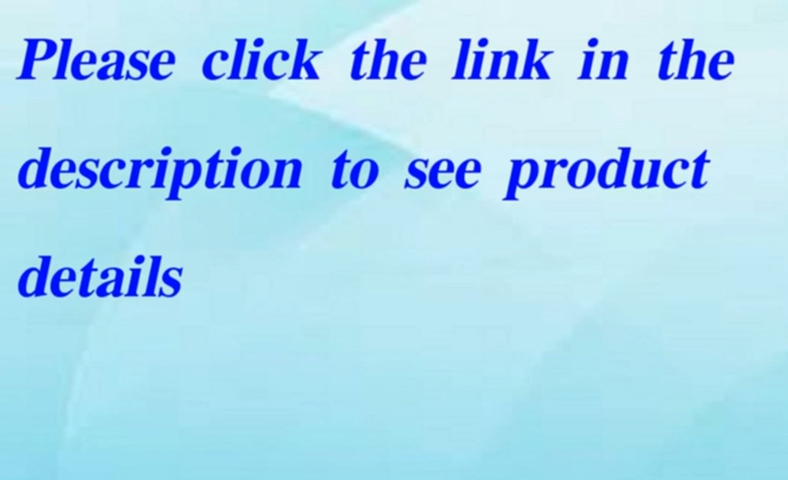 Please click the link in the
description to see product
details